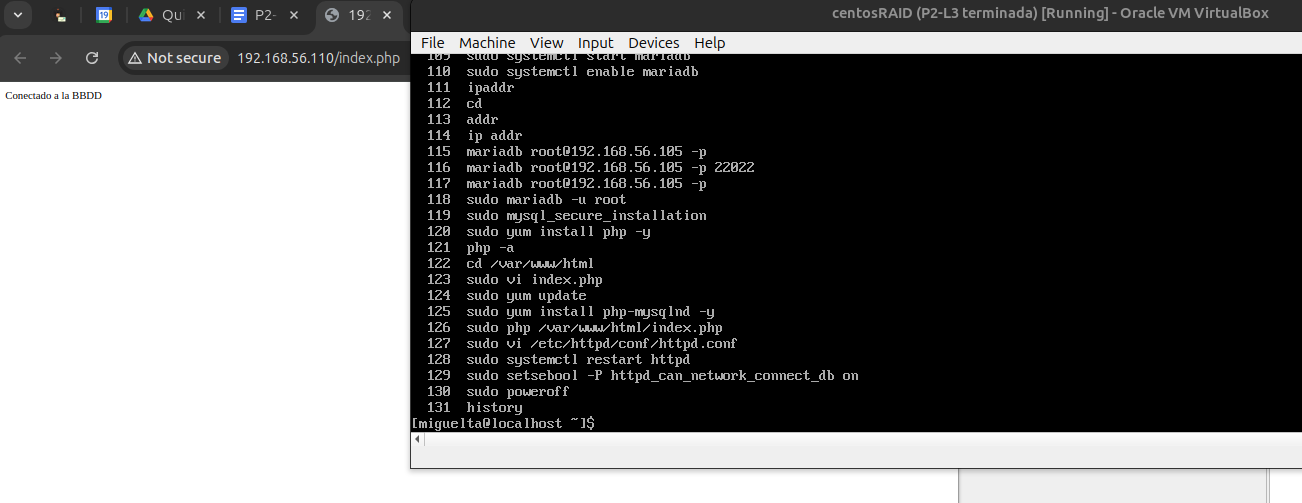 19
Qui
P2-
192
Not secure
192.168.56.110/index.php
Conectado a la BBDD
centosRAID (P2-L3 terminada) [Running] - Oracle VM VirtualBox
File Machine View Input Devices Help
109 sudo systemctl start mariadb
110 sudo systemctl enable mariadb
111 ipaddr
112 cd
113 addr
114 ip addr
115 mariadb root@192.168.56.105 -p
116 mariadb root@192.168.56.105 -p 22022
117 mariadb root@192.168.56.105 -p
118 sudo mariadb -u root
119 sudo mysql_secure_installation
120 sudo yum install php -y
121 php -a
122 cd /var/www/html
123 sudo vi index.php
124 sudo yum update
125 sudo yum install php-mysqlnd -y
126 sudo php /var/www/html/index.php
127 sudo vi /etc/httpd/conf/httpd.conf
128 sudo systemctl restart httpd
129 sudo setsebool -P httpd_can_network_connect_db on
130 sudo poweroff
131 history
[miguelta@localhost ~]$